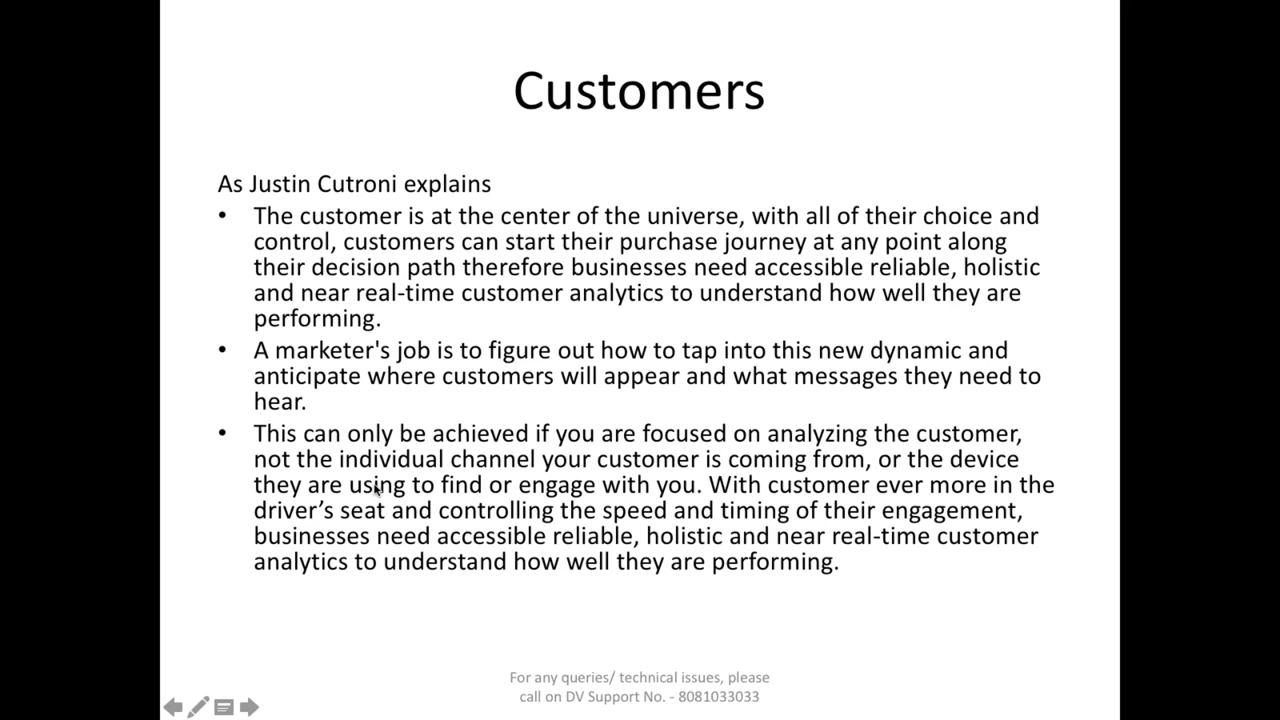 Customers
As Justin Cutroni explains
• The customer is at the center of the universe, with all of their choice and
control, customers can start their purchase journey at any point along
their decision path therefore businesses need accessible reliable, holistic
and near real-time customer analytics to understand how well they are
performing.
• A marketer's job is to figure out how to tap into this new dynamic and
anticipate where customers will appear and what messages they need to
hear.
• This can only be achieved if you are focused on analyzing the customer,
not the individual channel your customer is coming from, or the device
they are using to find or engage with you. With customer ever more in the
driver’s seat and controlling the speed and timing of their engagement,
businesses need accessible reliable, holistic and near real-time customer
analytics to understand how well they are performing.
For any queries/ technical issues, please
call on DV Support No. - 8081033033